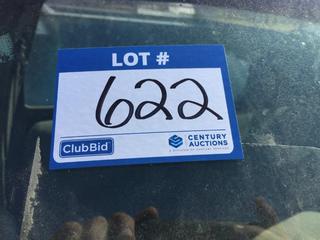 LOT #
622
ClubBid
CENTURY
AUCTIONS